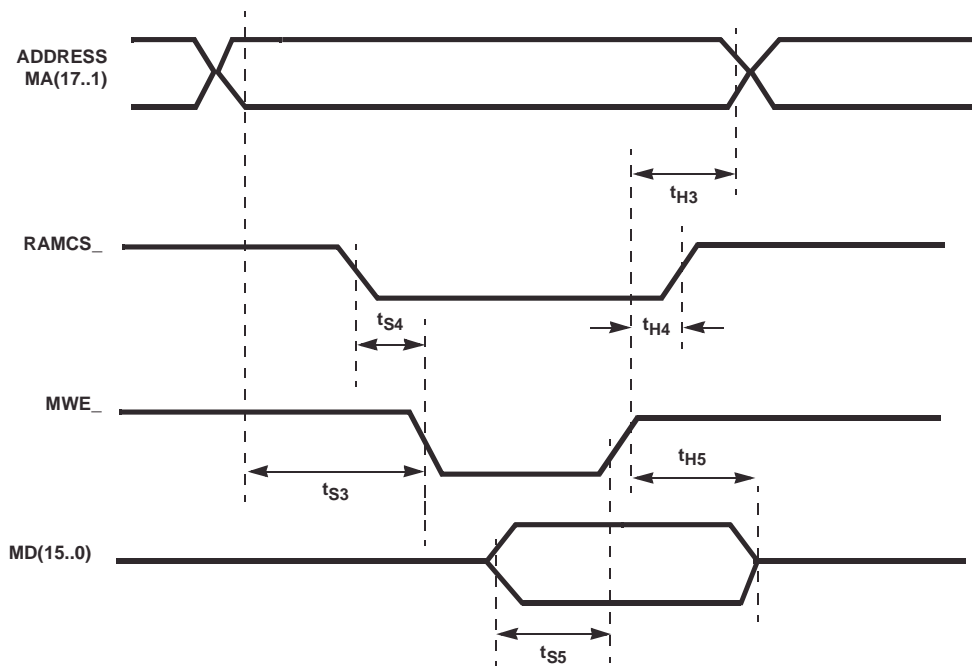 ADDRESS
MA(17..1)
tH3
RAMCS_
tS4
tH4
MWE_
tH5
tS3
MD(15..0)
tS5